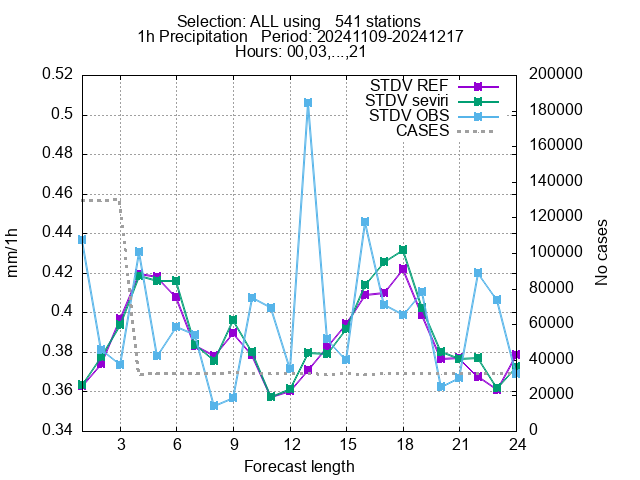 Selection: ALL using   541 stations
1h Precipitation   Period: 20241109-20241217
Hours: 00,03,...,21
0.52
0.5
0.48
0.46
0.44
0.42
0.4
0.38
0.36
0.34
mm/1h
STDV REF
STDV seviri
STDV OBS
CASES
200000
180000
160000
140000
120000
100000
80000
60000
40000
20000
0
No cases
3 6 9 12 15 18 21 24
Forecast length